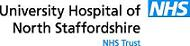 University Hospital of NHS
North Staffordshire
NHS Trust